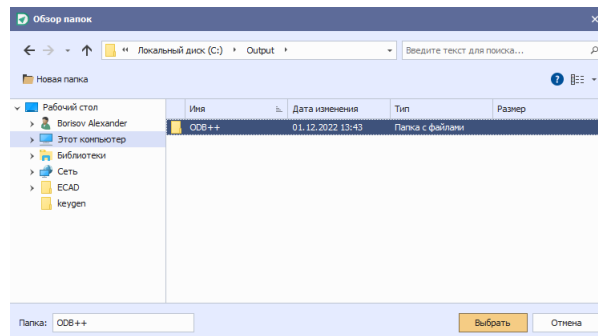 Обзор папок
Локальный диск (C:) Output
Введите текст для поиска...
Новая папка
Рабочий стол
Borisov Alexander
Этот компьютер
Библиотеки
Сеть
ECAD
keygen
Имя Дата изменения Тип Размер
ODB++ 01.12.2022 13:43 Папка с файлами
Папка: ODB++
Выбрать Отмена